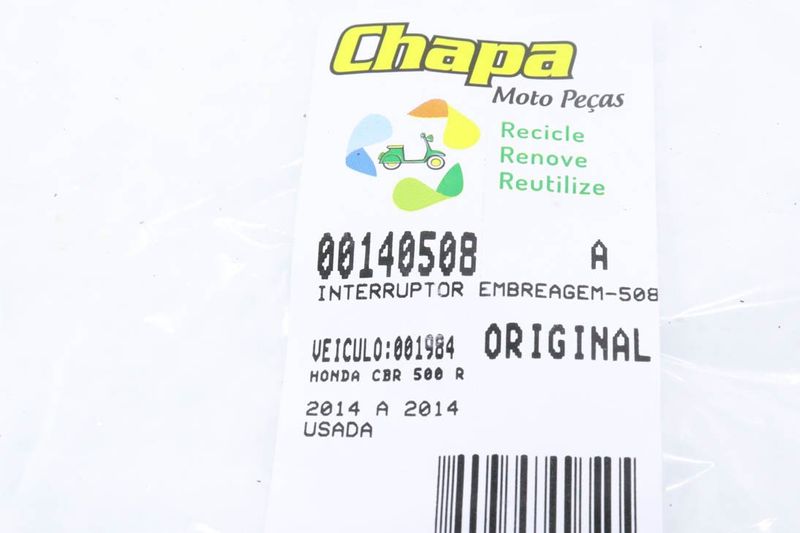 Chapa
Moto Peças
Recicle
Renove
Reutilize
00140508 A
INTERRUPTOR EMBREAGEM-508
VEICULO:001984 ORIGINAL
HONDA CBR 500 R
2014 A 2014
USADA